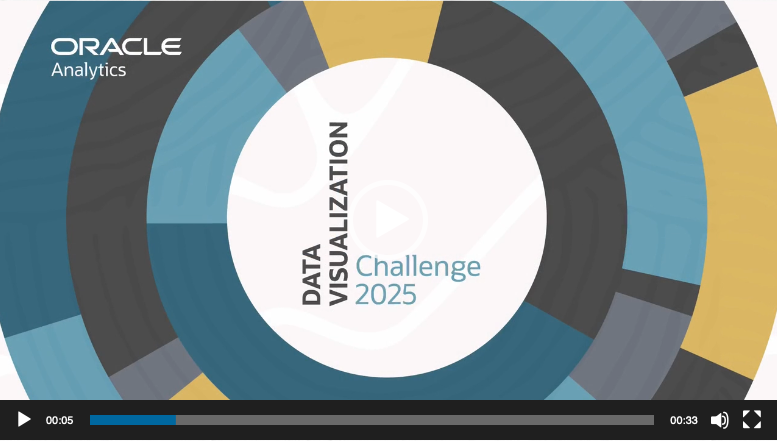 ORACLE
Analytics
DATA
VISUALIZATION
Challenge
2025
00:05
00:33